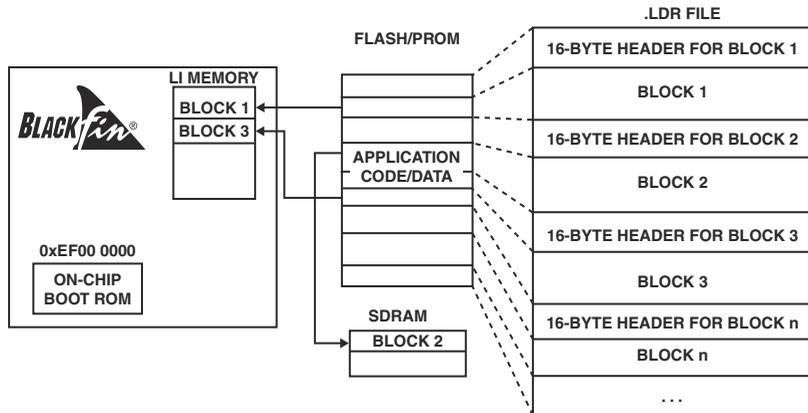 .LDR FILE
FLASH/PROM
16-BYTE HEADER FOR BLOCK 1
BLOCK 1
16-BYTE HEADER FOR BLOCK 2
BLOCK 2
16-BYTE HEADER FOR BLOCK 3
BLOCK 3
16-BYTE HEADER FOR BLOCK n
BLOCK n
. . .
APPLICATION
CODE/DATA
LI MEMORY
BLOCK 1
BLOCK 3
BLACKfin®
0xEF00 0000
ON-CHIP
BOOT ROM
SDRAM
BLOCK 2